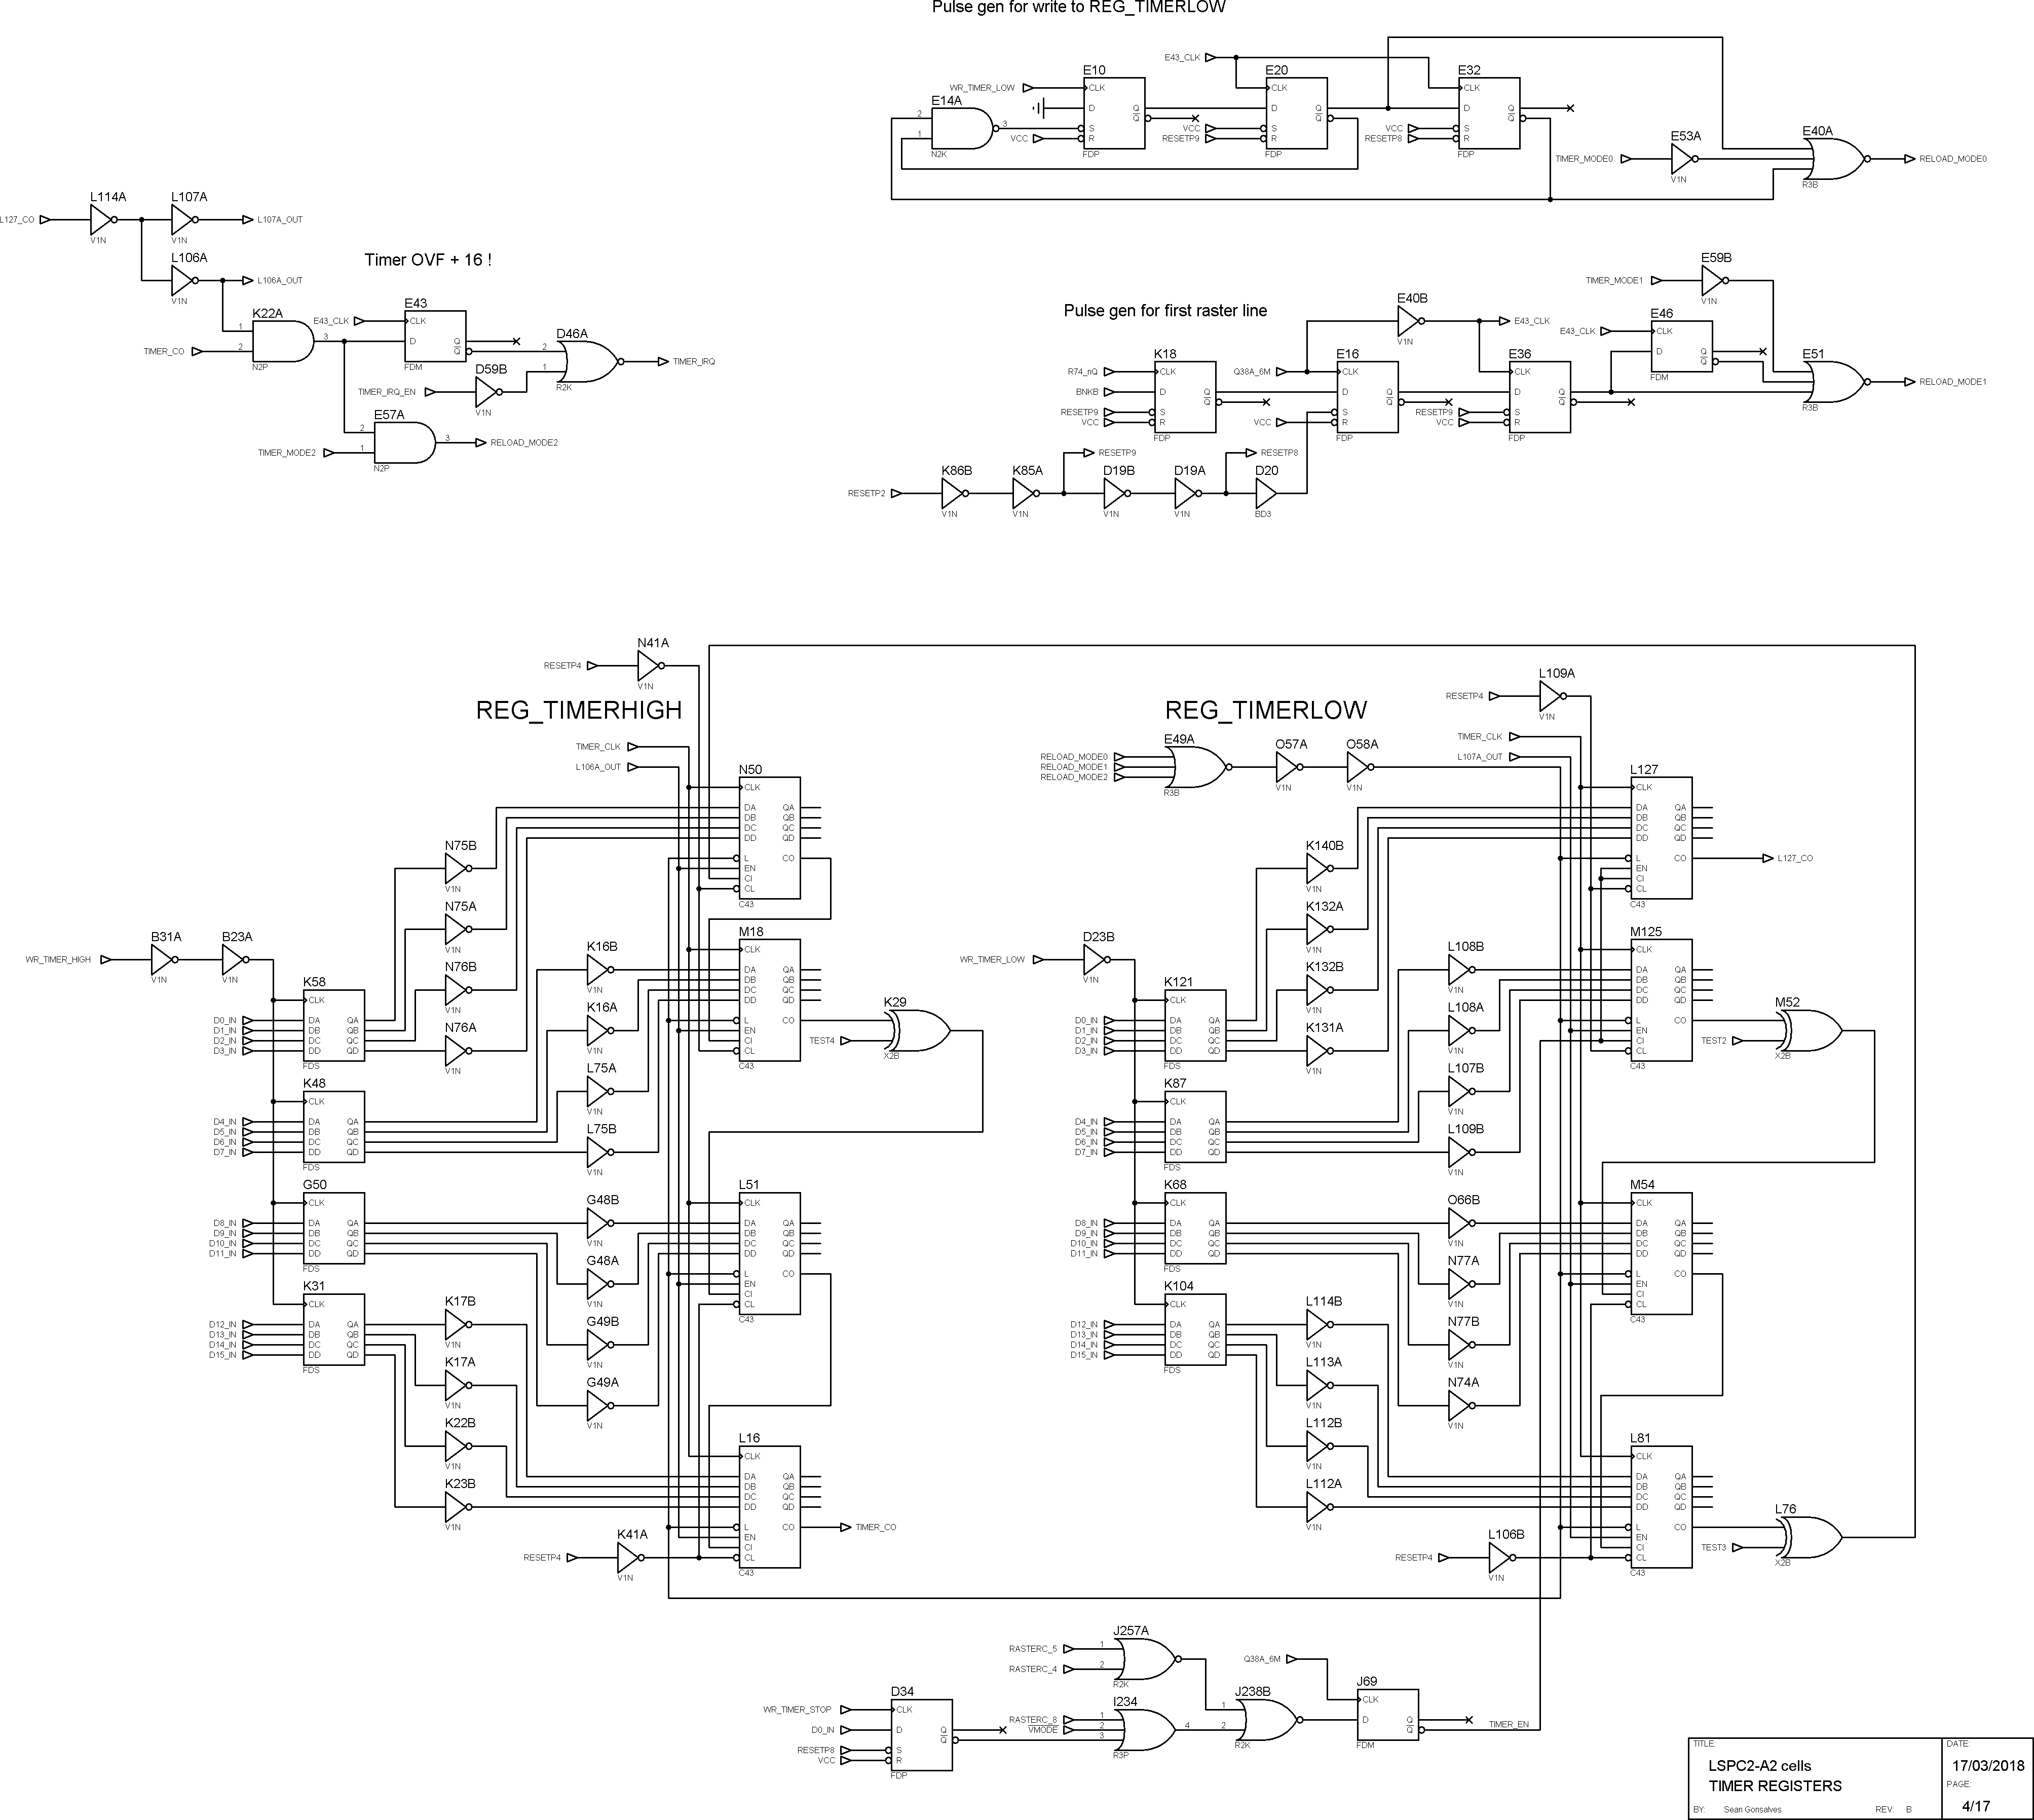 Pulse gen for write to REG_TIMERLOW
E43_CLK
WR_TIMER_LOW
E14A
2
1
3
N2K
VCC
E10
CLK
D
Q
Q
S
R
FDP
VCC
RESETP9
E20
CLK
D
Q
Q
S
R
FDP
VCC
RESETP8
E32
CLK
D
Q
Q
S
R
FDP
TIMER_MODE0
E53A
V1N
E40A
R3B
RELOAD_MODE0
L127_CO
L114A
V1N
L107A
V1N
L107A_OUT
L106A
V1N
L106A_OUT
Timer OVF + 16 !
K22A
1
2
3
N2P
TIMER_CO
E43_CLK
E43
CLK
D
Q
Q
FDM
D46A
2
1
R2K
TIMER_IRQ
TIMER_IRQ_EN
D59B
V1N
E57A
2
1
3
N2P
TIMER_MODE2
RELOAD_MODE2
Pulse gen for first raster line
R74_nQ
BNKB
RESETP9
VCC
K18
CLK
D
Q
Q
S
R
FDP
Q38A_6M
VCC
E16
CLK
D
Q
Q
S
R
FDP
E40B
V1N
E43_CLK
RESETP9
VCC
E36
CLK
D
Q
Q
S
R
FDP
TIMER_MODE1
E59B
V1N
E43_CLK
E46
CLK
D
Q
Q
FDM
E51
R3B
RELOAD_MODE1
RESETP2
K86B
V1N
K85A
V1N
RESETP9
D19B
V1N
D19A
V1N
RESETP8
D20
BD3
RESETP4
N41A
V1N
REG_TIMERHIGH
TIMER_CLK
L106A_OUT
N50
CLK
DA QA
DB QB
DC QC
DD QD
L CO
EN
CI
CL
C43
N75B
V1N
N75A
V1N
N76B
V1N
N76A
V1N
K16B
V1N
K16A
V1N
L75A
V1N
L75B
V1N
M18
CLK
DA QA
DB QB
DC QC
DD QD
L CO
EN
CI
CL
C43
TEST4
K29
X2B
WR_TIMER_HIGH
B31A
V1N
B23A
V1N
K58
CLK
D0_IN DA QA
D1_IN DB QB
D2_IN DC QC
D3_IN DD QD
FDS
K48
CLK
D4_IN DA QA
D5_IN DB QB
D6_IN DC QC
D7_IN DD QD
FDS
G50
CLK
D8_IN DA QA
D9_IN DB QB
D10_IN DC QC
D11_IN DD QD
FDS
K31
CLK
D12_IN DA QA
D13_IN DB QB
D14_IN DC QC
D15_IN DD QD
FDS
G48B
V1N
G48A
V1N
G49B
V1N
G49A
V1N
L51
CLK
DA QA
DB QB
DC QC
DD QD
L CO
EN
CI
CL
C43
K17B
V1N
K17A
V1N
K22B
V1N
K23B
V1N
L16
CLK
DA QA
DB QB
DC QC
DD QD
L CO
EN
CI
CL
C43
TIMER_CO
RESETP4
K41A
V1N
REG_TIMERLOW
RELOAD_MODE0
RELOAD_MODE1
RELOAD_MODE2
E49A
R3B
O57A
V1N
O58A
V1N
RESETP4
L109A
V1N
TIMER_CLK
L107A_OUT
L127
CLK
DA QA
DB QB
DC QC
DD QD
L CO
EN
CI
CL
C43
L127_CO
K140B
V1N
K132A
V1N
K132B
V1N
K131A
V1N
L108B
V1N
L108A
V1N
L107B
V1N
L109B
V1N
M125
CLK
DA QA
DB QB
DC QC
DD QD
L CO
EN
CI
CL
C43
TEST2
M52
X2B
WR_TIMER_LOW
D23B
V1N
K121
CLK
D0_IN DA QA
D1_IN DB QB
D2_IN DC QC
D3_IN DD QD
FDS
K87
CLK
D4_IN DA QA
D5_IN DB QB
D6_IN DC QC
D7_IN DD QD
FDS
K68
CLK
D8_IN DA QA
D9_IN DB QB
D10_IN DC QC
D11_IN DD QD
FDS
K104
CLK
D12_IN DA QA
D13_IN DB QB
D14_IN DC QC
D15_IN DD QD
FDS
O66B
V1N
N77A
V1N
N77B
V1N
N74A
V1N
M54
CLK
DA QA
DB QB
DC QC
DD QD
L CO
EN
CI
CL
C43
L114B
V1N
L113A
V1N
L112B
V1N
L112A
V1N
L81
CLK
DA QA
DB QB
DC QC
DD QD
L CO
EN
CI
CL
C43
RESETP4
L106B
V1N
TEST3
L76
X2B
WR_TIMER_STOP
D0_IN
RESETP8
VCC
D34
CLK
D
Q
Q
S
R
FDP
RASTERC_5
RASTERC_4
J257A
1
2
R2K
RASTERC_8
VMODE
I234
1
2
3
4
R3P
J238B
1
2
R2K
Q38A_6M
J69
CLK
D
Q
Q
FDM
TIMER_EN
TITLE:
LSPC2-A2 cells
TIMER REGISTERS
BY: Sean Gonsalves
REV: B
DATE:
17/03/2018
PAGE:
4/17